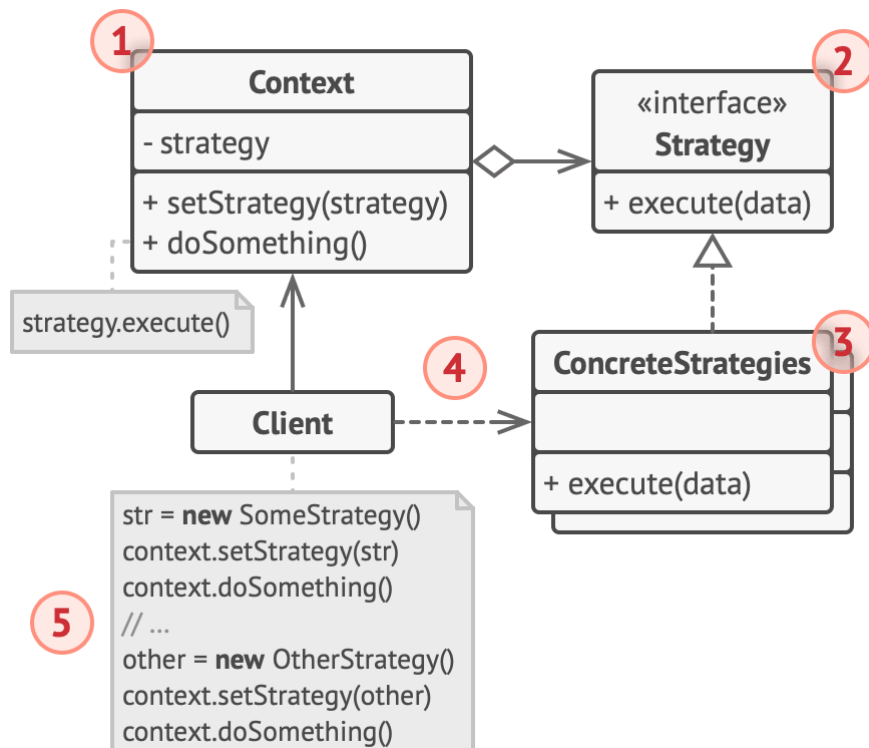 1
Context
- strategy
+ setStrategy(strategy)
+ doSomething()
2
«interface»
Strategy
+ execute(data)
strategy.execute()
3
ConcreteStrategies
+ execute(data)
4
Client
5
str = new SomeStrategy()
context.setStrategy(str)
context.doSomething()
// ...
other = new OtherStrategy()
context.setStrategy(other)
context.doSomething()